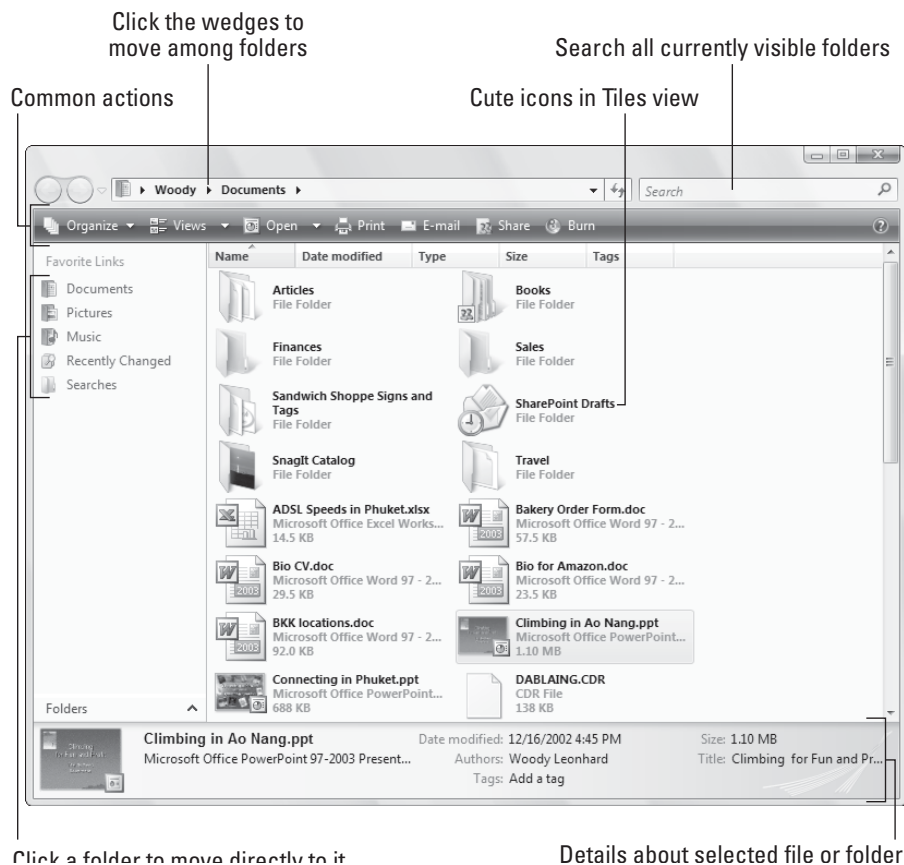 Click the wedges to
move among folders
Search all currently visible folders
Common actions
Cute icons in Tiles view
Woody Documents
Search
Organize Views Open Print E-mail Share Burn
?
Favorite Links
Documents
Pictures
Music
Recently Changed
Searches
Folders
Name Date modified Type Size Tags
Articles
File Folder
Books
File Folder
Finances
File Folder
Sales
File Folder
Sandwich Shoppe Signs and
Tags
File Folder
SharePoint Drafts
File Folder
SnagIt Catalog
File Folder
Travel
File Folder
ADSL Speeds in Phuket.xlsx
Microsoft Office Excel Works...
14.5 KB
Bakery Order Form.doc
Microsoft Office Word 97 - 2...
57.5 KB
Bio CV.doc
Microsoft Office Word 97 - 2...
29.5 KB
Bio for Amazon.doc
Microsoft Office Word 97 - 2...
23.5 KB
BKK locations.doc
Microsoft Office Word 97 - 2...
92.0 KB
Climbing in Ao Nang.ppt
Microsoft Office PowerPoint...
1.10 MB
Connecting in Phuket.ppt
Microsoft Office PowerPoint...
688 KB
DABLAING.CDR
CDR File
138 KB
Climbing in Ao Nang.ppt
Microsoft Office PowerPoint 97-2003 Present...
Date modified: 12/16/2002 4:45 PM
Authors: Woody Leonhard
Tags: Add a tag
Size: 1.10 MB
Title: Climbing for Fun and Pr...
Click a folder to move directly to it
Details about selected file or folder